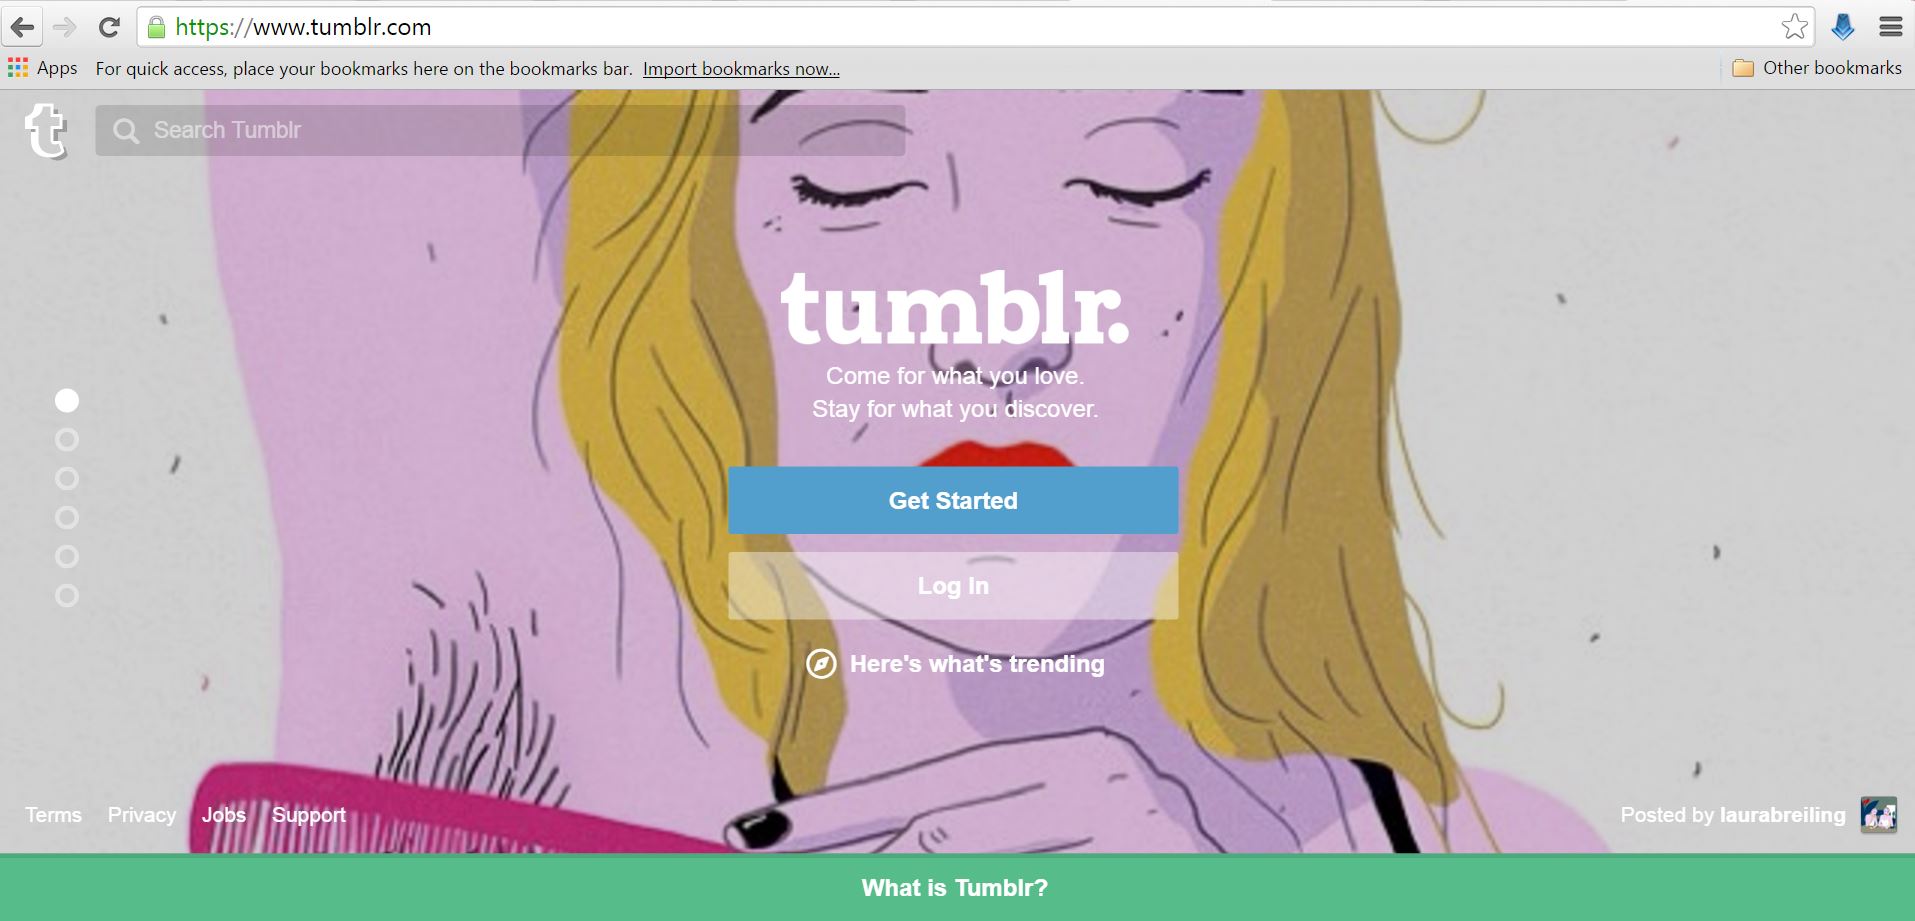 https://www.tumblr.com
Apps For quick access, place your bookmarks here on the bookmarks bar. Import bookmarks now... Other bookmarks
t Search Tumblr
tumblr.
Come for what you love.
Stay for what you discover.
Get Started
Log In
Here's what's trending
Terms Privacy Jobs Support Posted by laurabreiling
What is Tumblr?